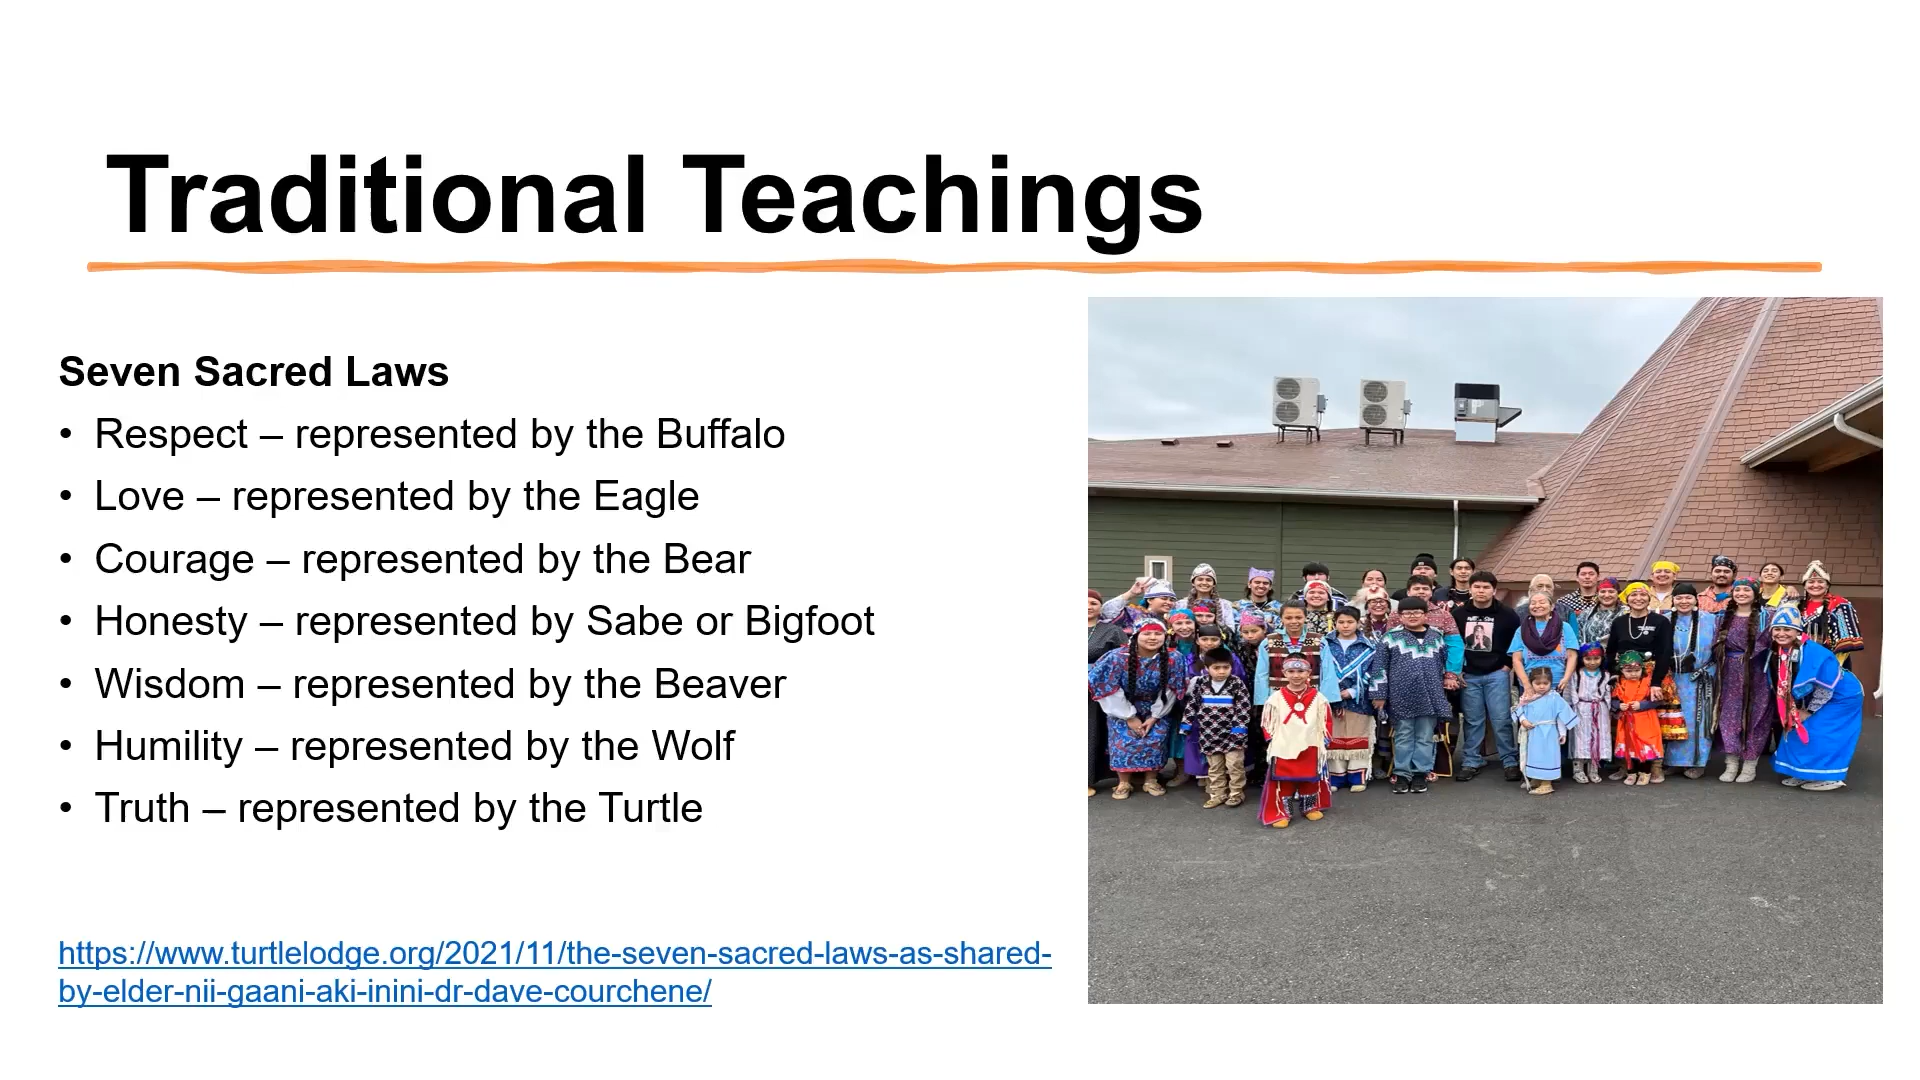 Traditional Teachings
Seven Sacred Laws
• Respect – represented by the Buffalo
• Love – represented by the Eagle
• Courage – represented by the Bear
• Honesty – represented by Sabe or Bigfoot
• Wisdom – represented by the Beaver
• Humility – represented by the Wolf
• Truth – represented by the Turtle
https://www.turtlelodge.org/2021/11/the-seven-sacred-laws-as-shared-
by-elder-nii-gaani-aki-inini-dr-dave-courchene/